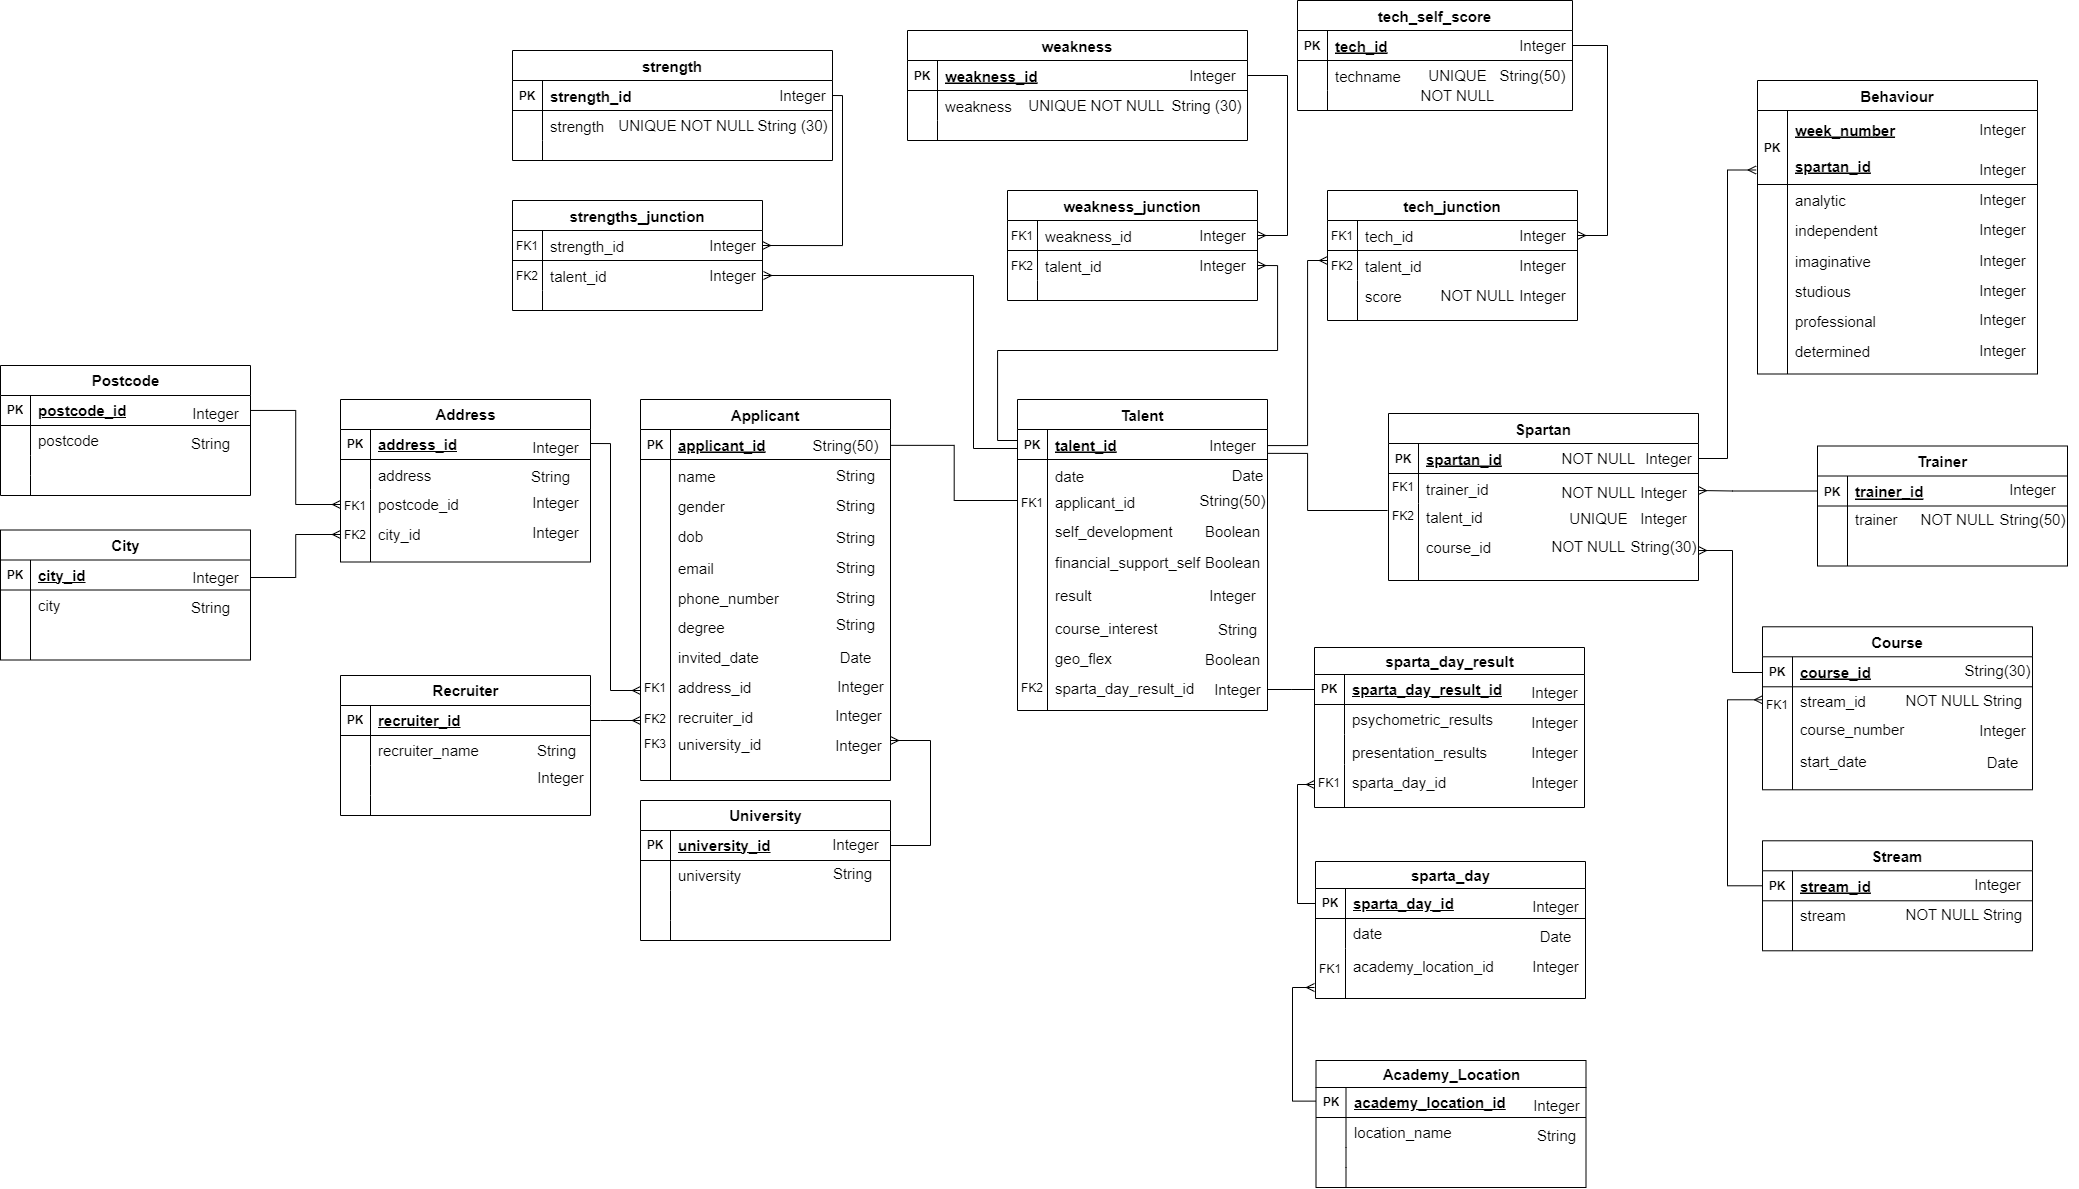 strength
PK strength_id Integer
strength UNIQUE NOT NULL String (30)
weakness
PK weakness_id Integer
weakness UNIQUE NOT NULL String (30)
tech_self_score
PK tech_id Integer
techname UNIQUE String(50)
NOT NULL
Behaviour
PK
week_number Integer
spartan_id Integer
analytic Integer
independent Integer
imaginative Integer
studious Integer
professional Integer
determined Integer
strengths_junction
FK1 strength_id Integer
FK2 talent_id Integer
weakness_junction
FK1 weakness_id Integer
FK2 talent_id Integer
tech_junction
FK1 tech_id Integer
FK2 talent_id Integer
score NOT NULL Integer
Postcode
PK postcode_id Integer
postcode String
City
PK city_id Integer
city String
Address
PK address_id Integer
address String
FK1 postcode_id Integer
FK2 city_id Integer
Recruiter
PK recruiter_id
recruiter_name String
Integer
Applicant
PK applicant_id String(50)
name String
gender String
dob String
email String
phone_number String
degree String
invited_date Date
FK1 address_id Integer
FK2 recruiter_id Integer
FK3 university_id Integer
University
PK university_id Integer
university String
Talent
PK talent_id Integer
date Date
FK1 applicant_id String(50)
self_development Boolean
financial_support_self Boolean
result Integer
course_interest String
geo_flex Boolean
FK2 sparta_day_result_id Integer
Spartan
PK spartan_id NOT NULL Integer
FK1 trainer_id NOT NULL Integer
FK2 talent_id UNIQUE Integer
course_id NOT NULL String(30)
Trainer
PK trainer_id Integer
trainer NOT NULL String(50)
sparta_day_result
PK sparta_day_result_id Integer
psychometric_results Integer
presentation_results Integer
FK1 sparta_day_id Integer
Course
PK course_id String(30)
FK1 stream_id NOT NULL String
course_number Integer
start_date Date
Stream
PK stream_id Integer
stream NOT NULL String
sparta_day
PK sparta_day_id Integer
date Date
FK1 academy_location_id Integer
Academy_Location
PK academy_location_id Integer
location_name String